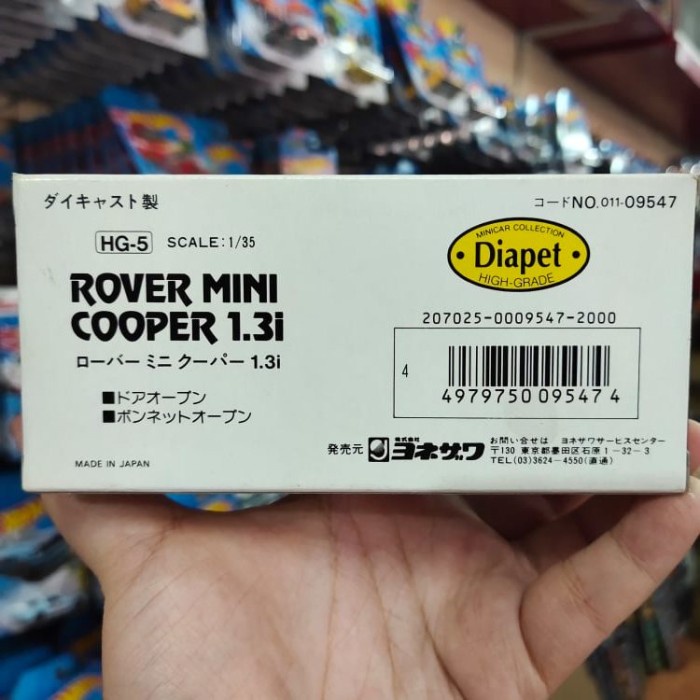 ダイキャスト製
コードNO.011-09547
HG-5 SCALE:1/35
MINICAR COLLECTION
Diapet
HIGH-GRADE
ROVER MINI
COOPER 1.3i
ローバー ミニ クーパー 1.3i
207025-0009547-2000
4
4979750095474
■ドアオープン
■ボンネットオープン
発売元 株式会社 ヨネザワ
お問い合せは ヨネザワサービスセンター
〒130 東京都墨田区石原1-32-3
TEL(03)3624-4550(直通)
MADE IN JAPAN